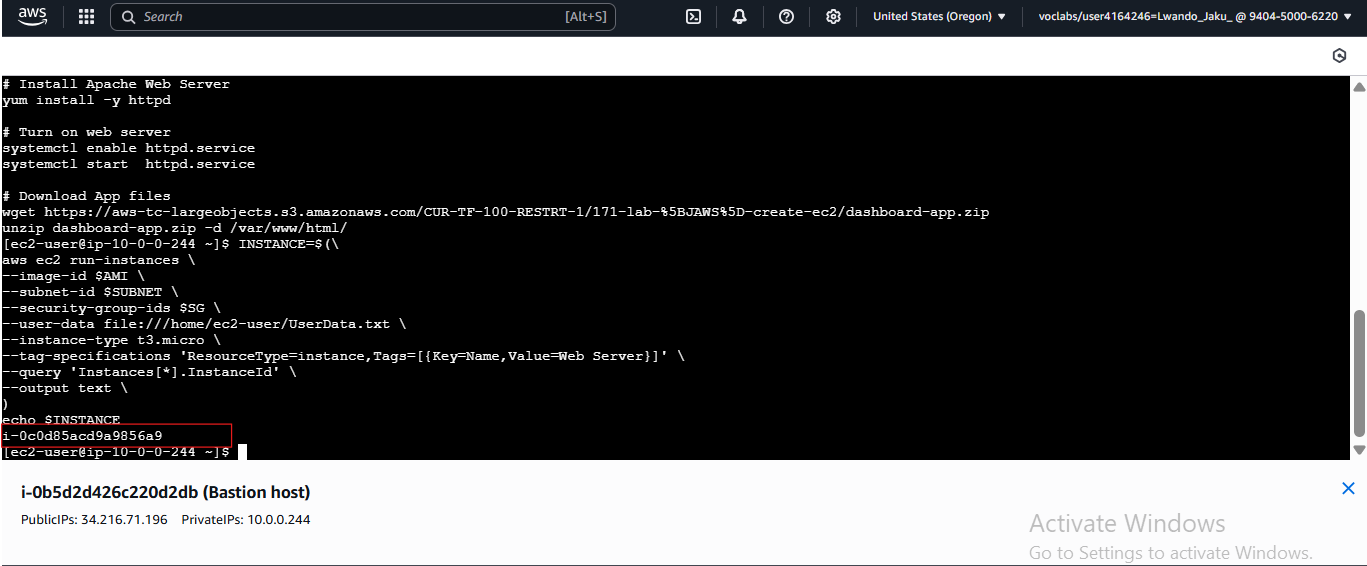 aws
Search
[Alt+S]
United States (Oregon)
voclabs/user4164246=Lwando_Jaku_ @ 9404-5000-6220
# Install Apache Web Server
yum install -y httpd
# Turn on web server
systemctl enable httpd.service
systemctl start  httpd.service
# Download App files
wget https://aws-tc-largeobjects.s3.amazonaws.com/CUR-TF-100-RESTRT-1/171-lab-%5BJAWS%5D-create-ec2/dashboard-app.zip
unzip dashboard-app.zip -d /var/www/html/
[ec2-user@ip-10-0-0-244 ~]$ INSTANCE=$(\
aws ec2 run-instances \
--image-id $AMI \
--subnet-id $SUBNET \
--security-group-ids $SG \
--user-data file:///home/ec2-user/UserData.txt \
--instance-type t3.micro \
--tag-specifications 'ResourceType=instance,Tags=[{Key=Name,Value=Web Server}]' \
--query 'Instances[*].InstanceId' \
--output text \
)
echo $INSTANCE
i-0c0d85acd9a9856a9
[ec2-user@ip-10-0-0-244 ~]$
i-0b5d2d426c220d2db (Bastion host)
PublicIPs: 34.216.71.196 PrivateIPs: 10.0.0.244
Activate Windows
Go to Settings to activate Windows.